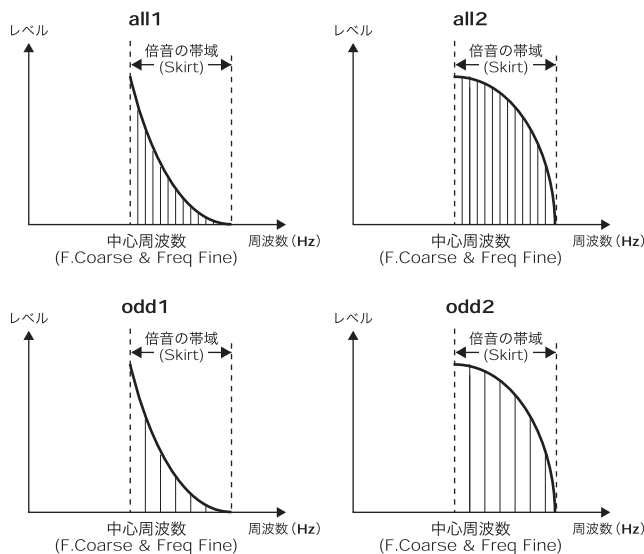 all1
レベル
倍音の帯域
(Skirt)
中心周波数
(F.Coarse & Freq Fine)
周波数(Hz)
all2
レベル
倍音の帯域
(Skirt)
中心周波数
(F.Coarse & Freq Fine)
周波数(Hz)
odd1
レベル
倍音の帯域
(Skirt)
中心周波数
(F.Coarse & Freq Fine)
周波数(Hz)
odd2
レベル
倍音の帯域
(Skirt)
中心周波数
(F.Coarse & Freq Fine)
周波数(Hz)